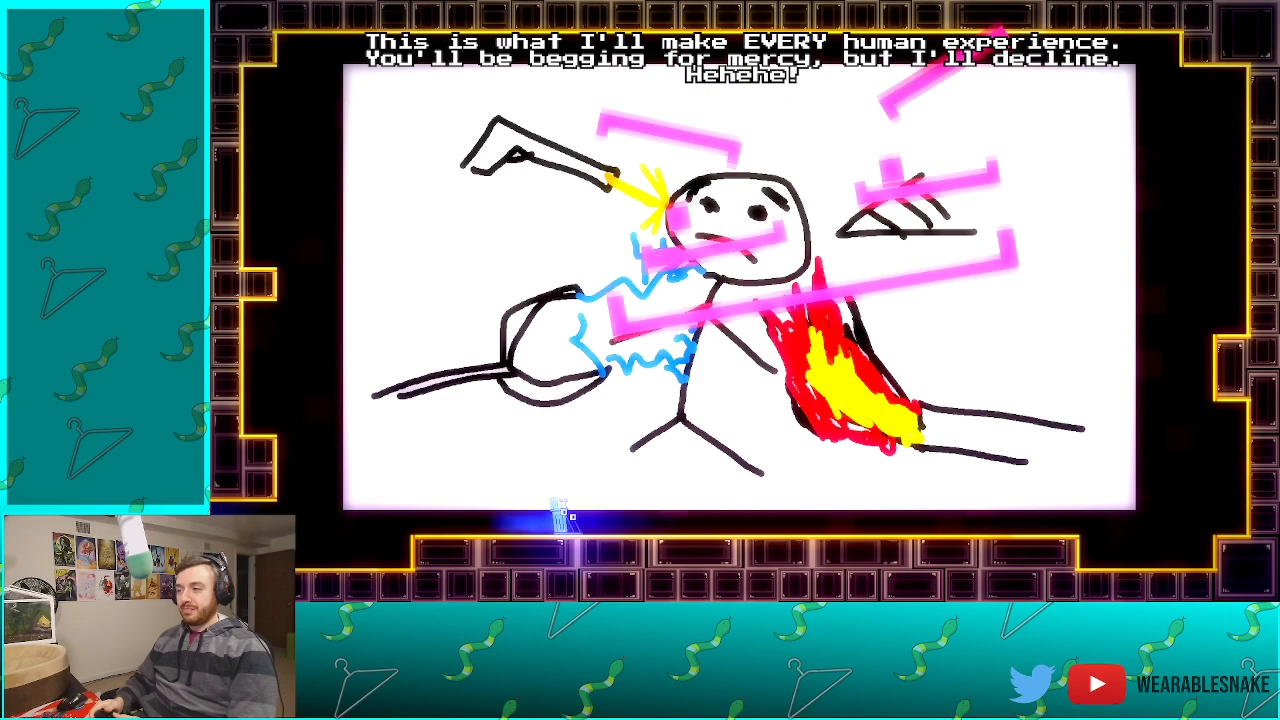 This is what I'll make EVERY human experience.
You'll be begging for mercy, but I'll decline.
Hehehe!
WEARABLESNAKE